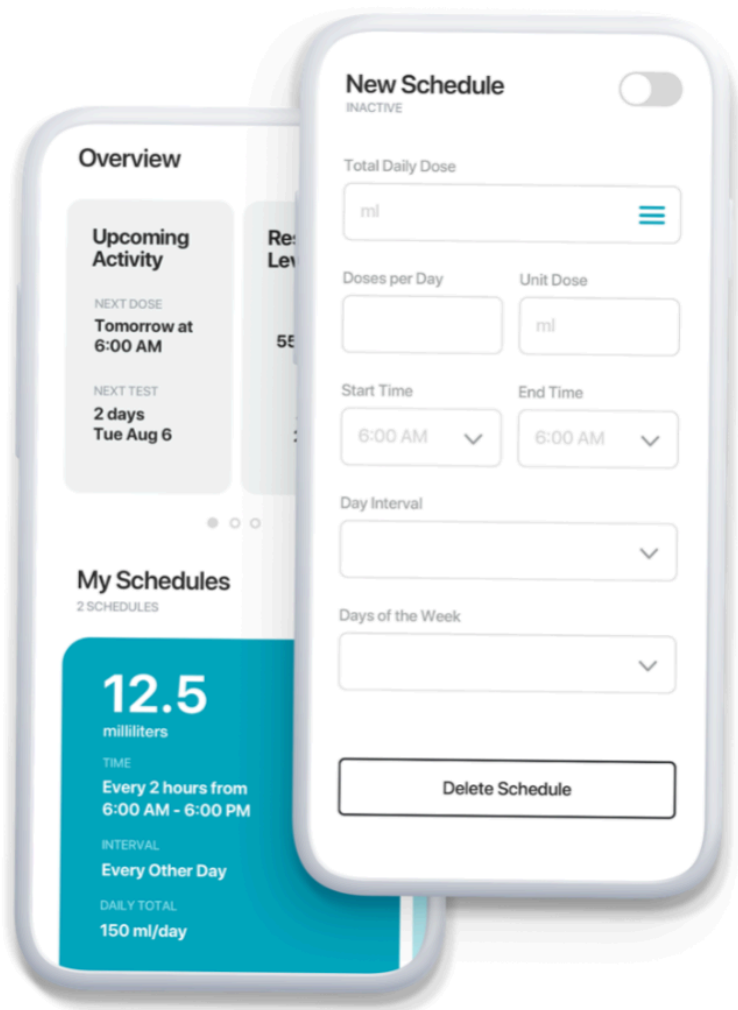 Overview
Upcoming
Activity
NEXT DOSE
Tomorrow at
6:00 AM
NEXT TEST
2 days
Tue Aug 6
My Schedules
2 SCHEDULES
12.5
milliliters
TIME
Every 2 hours from
6:00 AM - 6:00 PM
INTERVAL
Every Other Day
DAILY TOTAL
150 ml/day
New Schedule
INACTIVE
Total Daily Dose
ml
Doses per Day
Unit Dose
ml
Start Time
End Time
6:00 AM
6:00 AM
Day Interval
Days of the Week
Delete Schedule